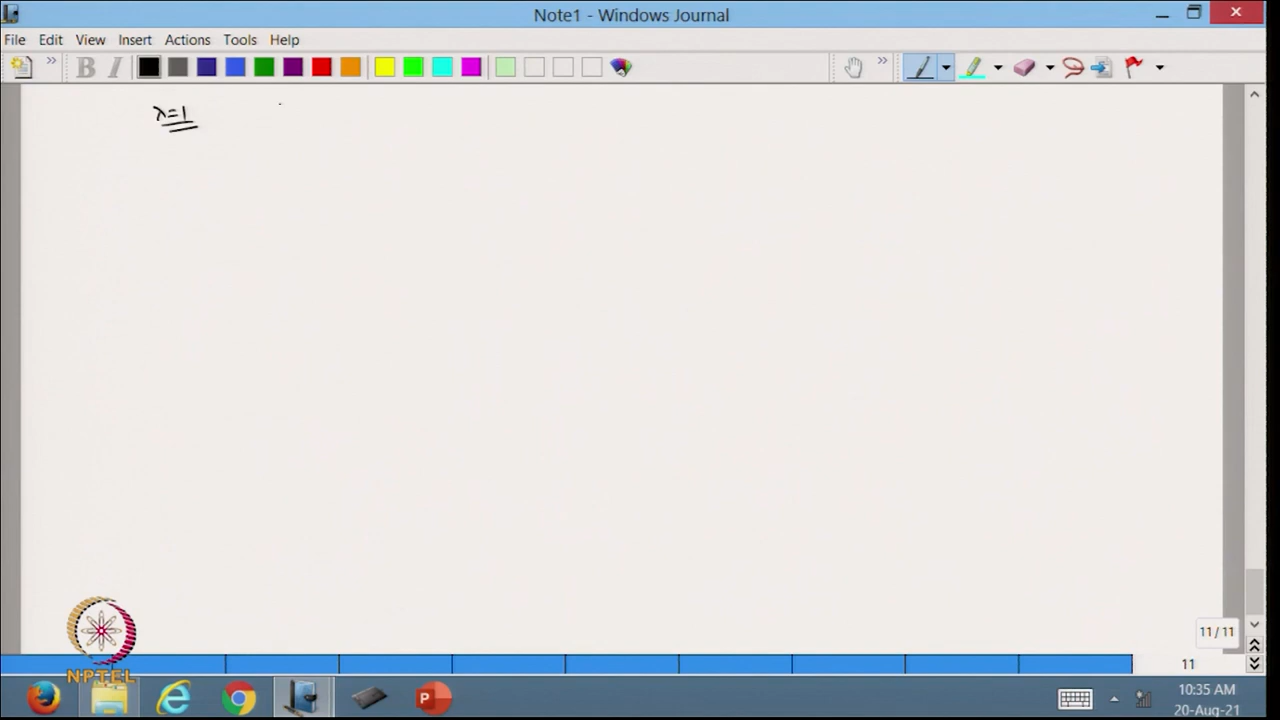 Note1 - Windows Journal
File Edit View Insert Actions Tools Help
B I
λ=1
11/11
11
NPTEL
10:35 AM
20-Aug-21